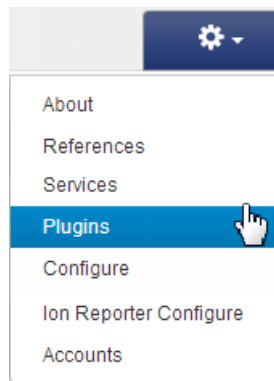 About
References
Services
Plugins
Configure
Ion Reporter Configure
Accounts